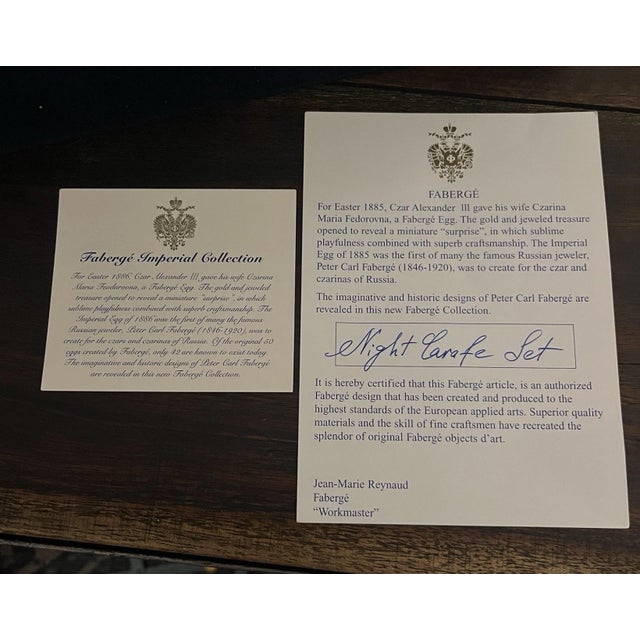 Fabergé Imperial Collection
For Easter 1886, Czar Alexander lll gave his wife Czarina
Maria Feodorovna, a Fabergé Egg. The gold and jeweled
treasure opened to reveal a miniature "surprise", in which
sublime playfulness combined with superb craftsmanship. The
Imperial Egg of 1886 was the first of many the famous
Russian jeweler, Peter Carl Fabergé (1846-1920), was to
create for the czars and czarinas of Russia. Of the original 50
eggs created by Fabergé, only 42 are known to exist today.
The imaginative and historic designs of Peter Carl Fabergé
are revealed in this new Fabergé Collection.
FABERGÉ
For Easter 1885, Czar Alexander lll gave his wife Czarina
Maria Fedorovna, a Fabergé Egg. The gold and jeweled treasure
opened to reveal a miniature “surprise”, in which sublime
playfulness combined with superb craftsmanship. The Imperial
Egg of 1885 was the first of many the famous Russian jeweler,
Peter Carl Fabergé (1846-1920), was to create for the czar and
czarinas of Russia.
The imaginative and historic designs of Peter Carl Fabergé are
revealed in this new Fabergé Collection.
Night Carafe Set
It is hereby certified that this Fabergé article, is an authorized
Fabergé design that has been created and produced to the
highest standards of the European applied arts. Superior quality
materials and the skill of fine craftsmen have recreated the
splendor of original Fabergé objects d’art.
Jean-Marie Reynaud
Fabergé
“Workmaster”